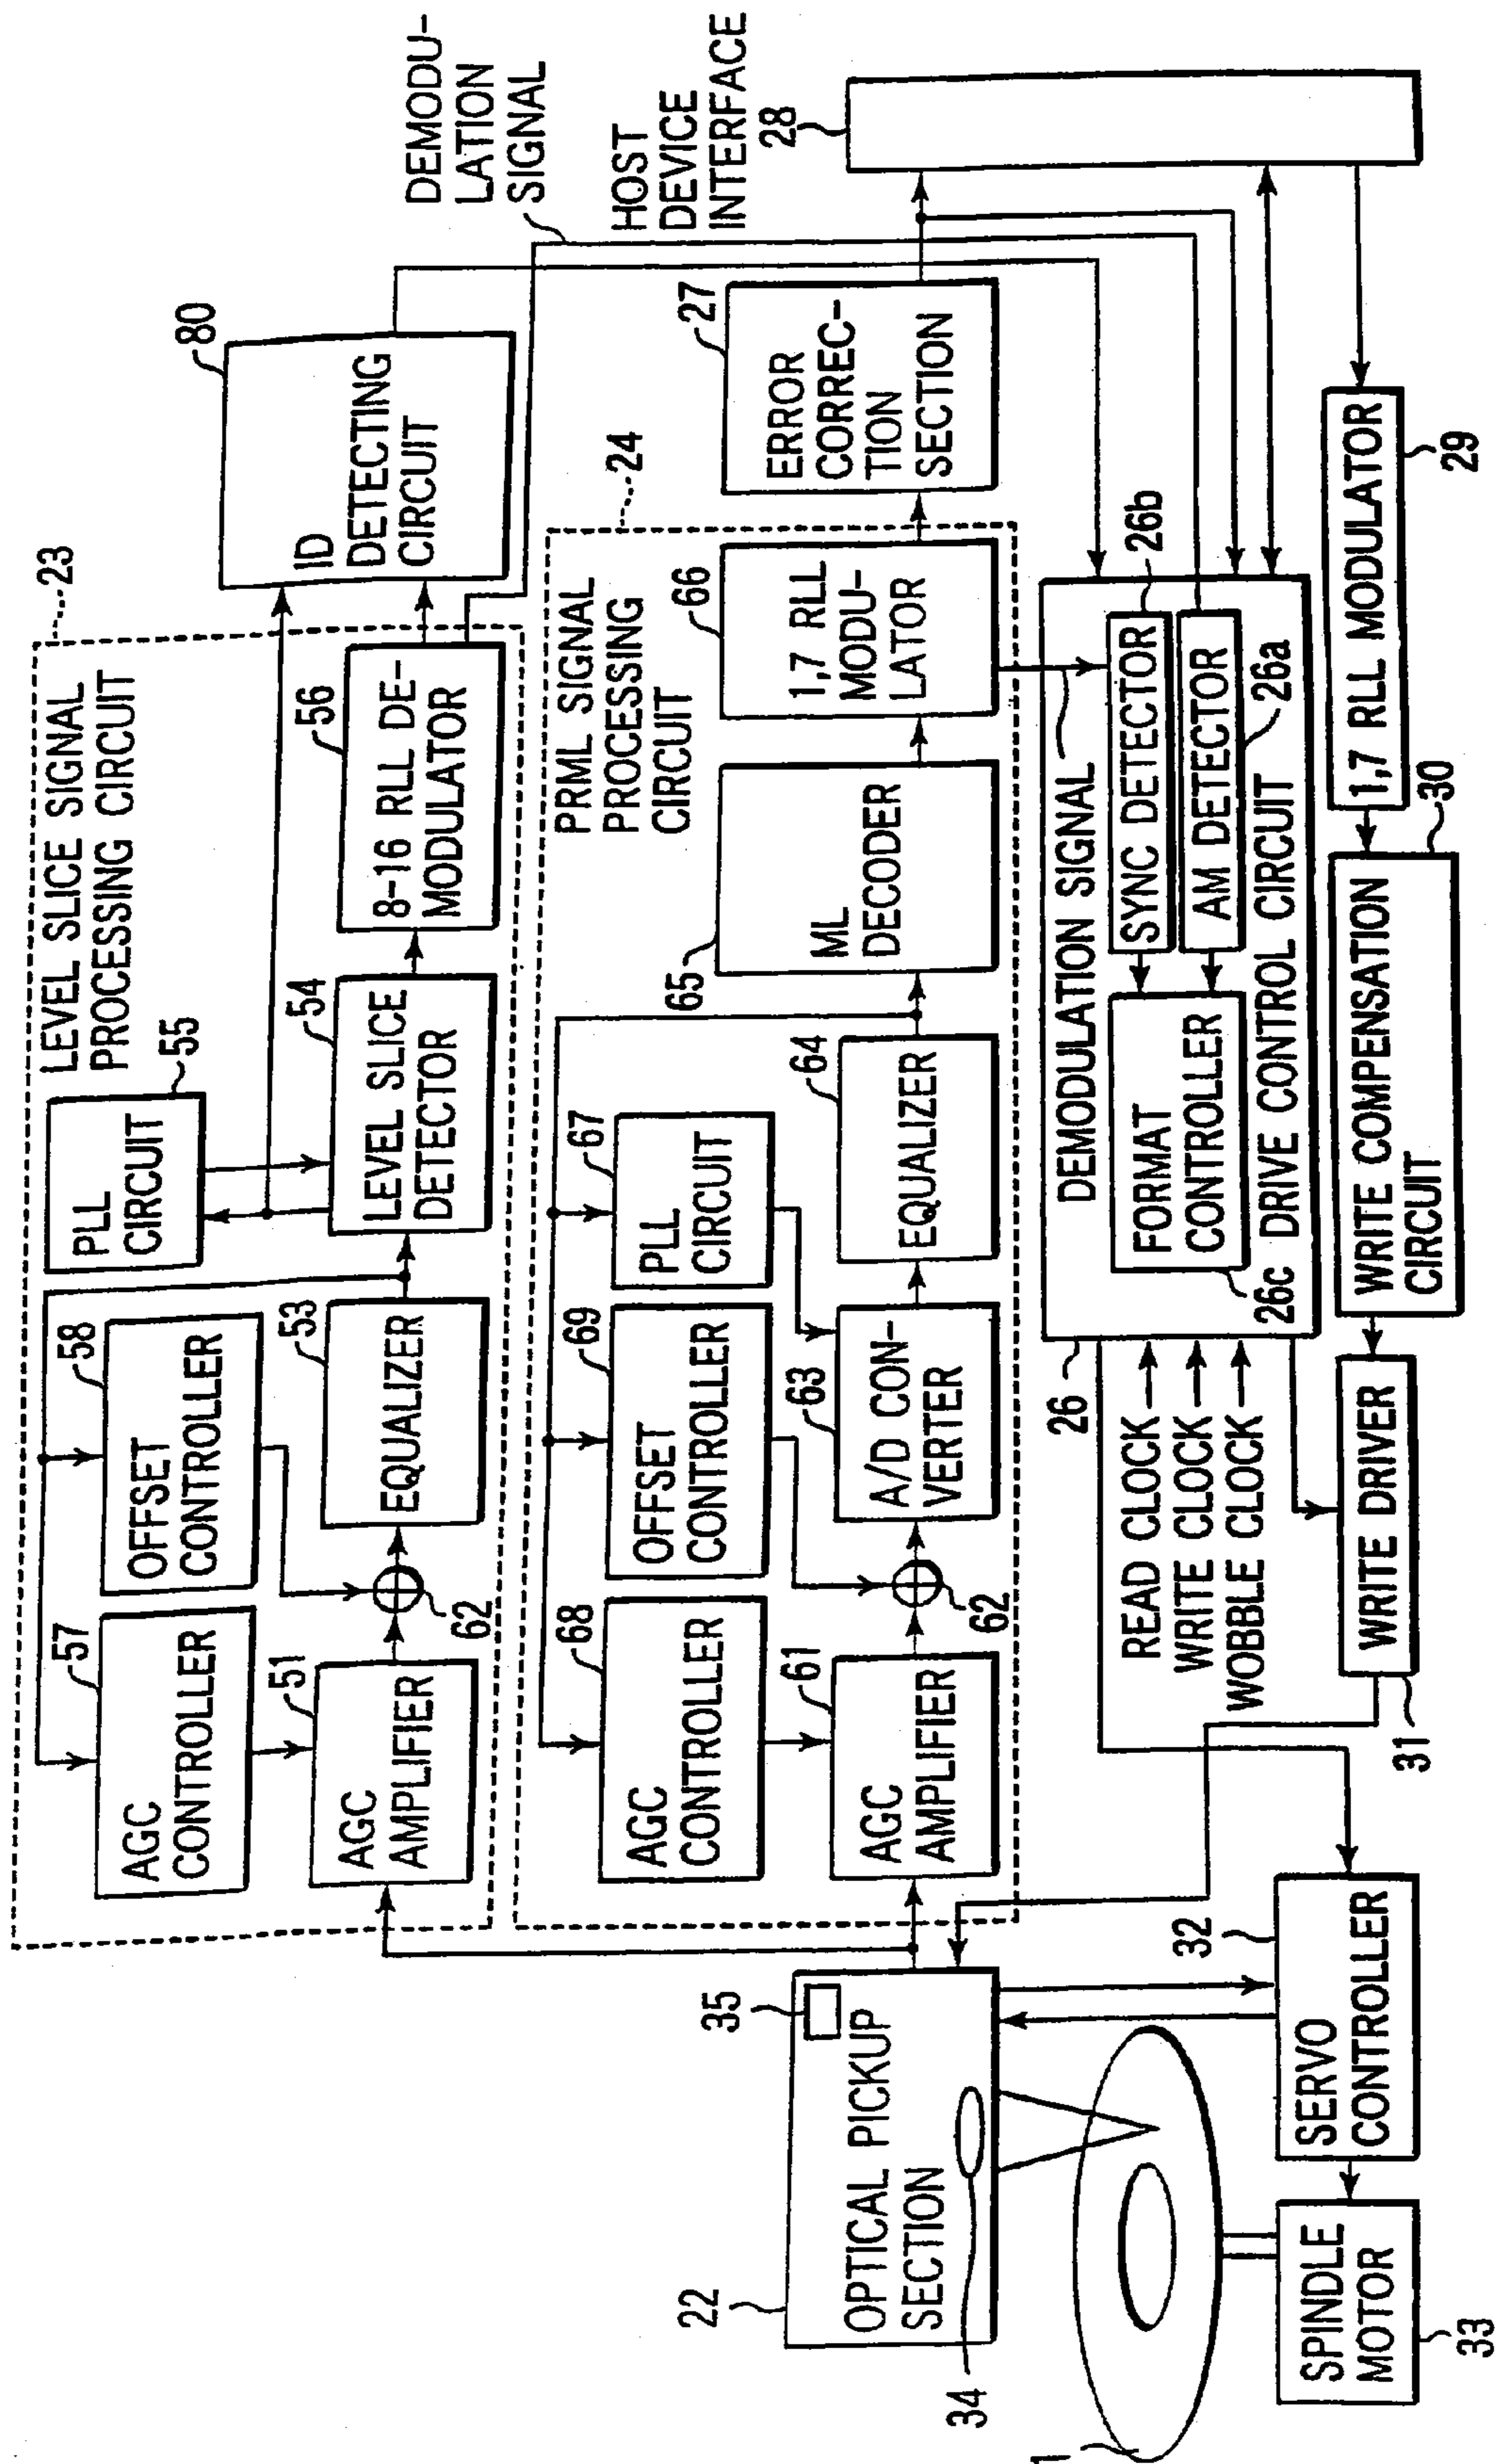 DEMODU-
LATION
SIGNAL
HOST
DEVICE
INTERFACE
28
23
LEVEL SLICE SIGNAL
PROCESSING CIRCUIT
80
ID
DETECTING
CIRCUIT
57
AGC
CONTROLLER
58
OFFSET
CONTROLLER
PLL
CIRCUIT
55
51
AGC
AMPLIFIER
62
53
EQUALIZER
54
LEVEL SLICE
DETECTOR
56
8-16 RLL DE-
MODULATOR
24
PRML SIGNAL
PROCESSING
CIRCUIT
68
AGC
CONTROLLER
69
OFFSET
CONTROLLER
67
PLL
CIRCUIT
61
AGC
AMPLIFIER
62
63
A/D CON-
VERTER
64
EQUALIZER
65
ML
DECODER
66
1,7 RLL
MODU-
LATOR
27
ERROR
CORREC-
TION
SECTION
22
35
OPTICAL PICKUP
SECTION
34
1
26
DEMODULATION SIGNAL
FORMAT
CONTROLLER
26c
SYNC DETECTOR
26b
AM DETECTOR
26a
DRIVE CONTROL CIRCUIT
READ CLOCK
WRITE CLOCK
WOBBLE CLOCK
SPINDLE
MOTOR
33
32
SERVO
CONTROLLER
WRITE DRIVER
31
WRITE COMPENSATION
CIRCUIT
30
1,7 RLL MODULATOR
29